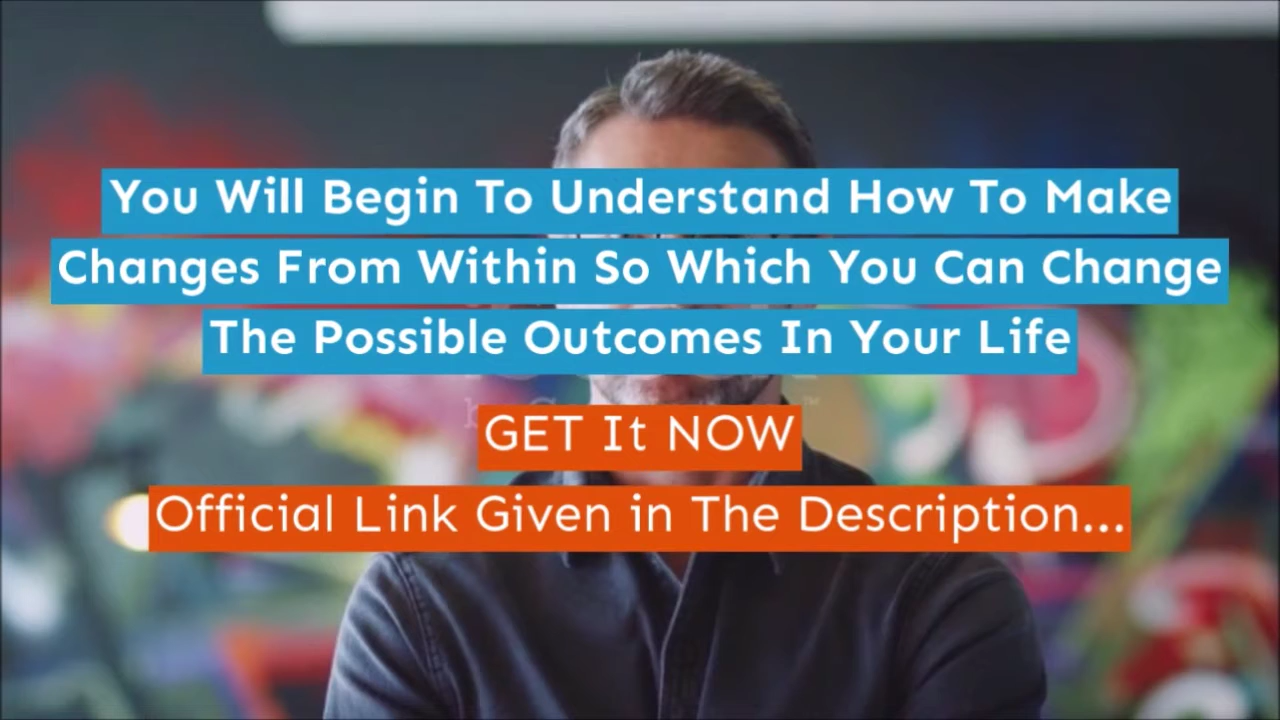 You Will Begin To Understand How To Make
Changes From Within So Which You Can Change
The Possible Outcomes In Your Life
GET It NOW
Official Link Given in The Description...